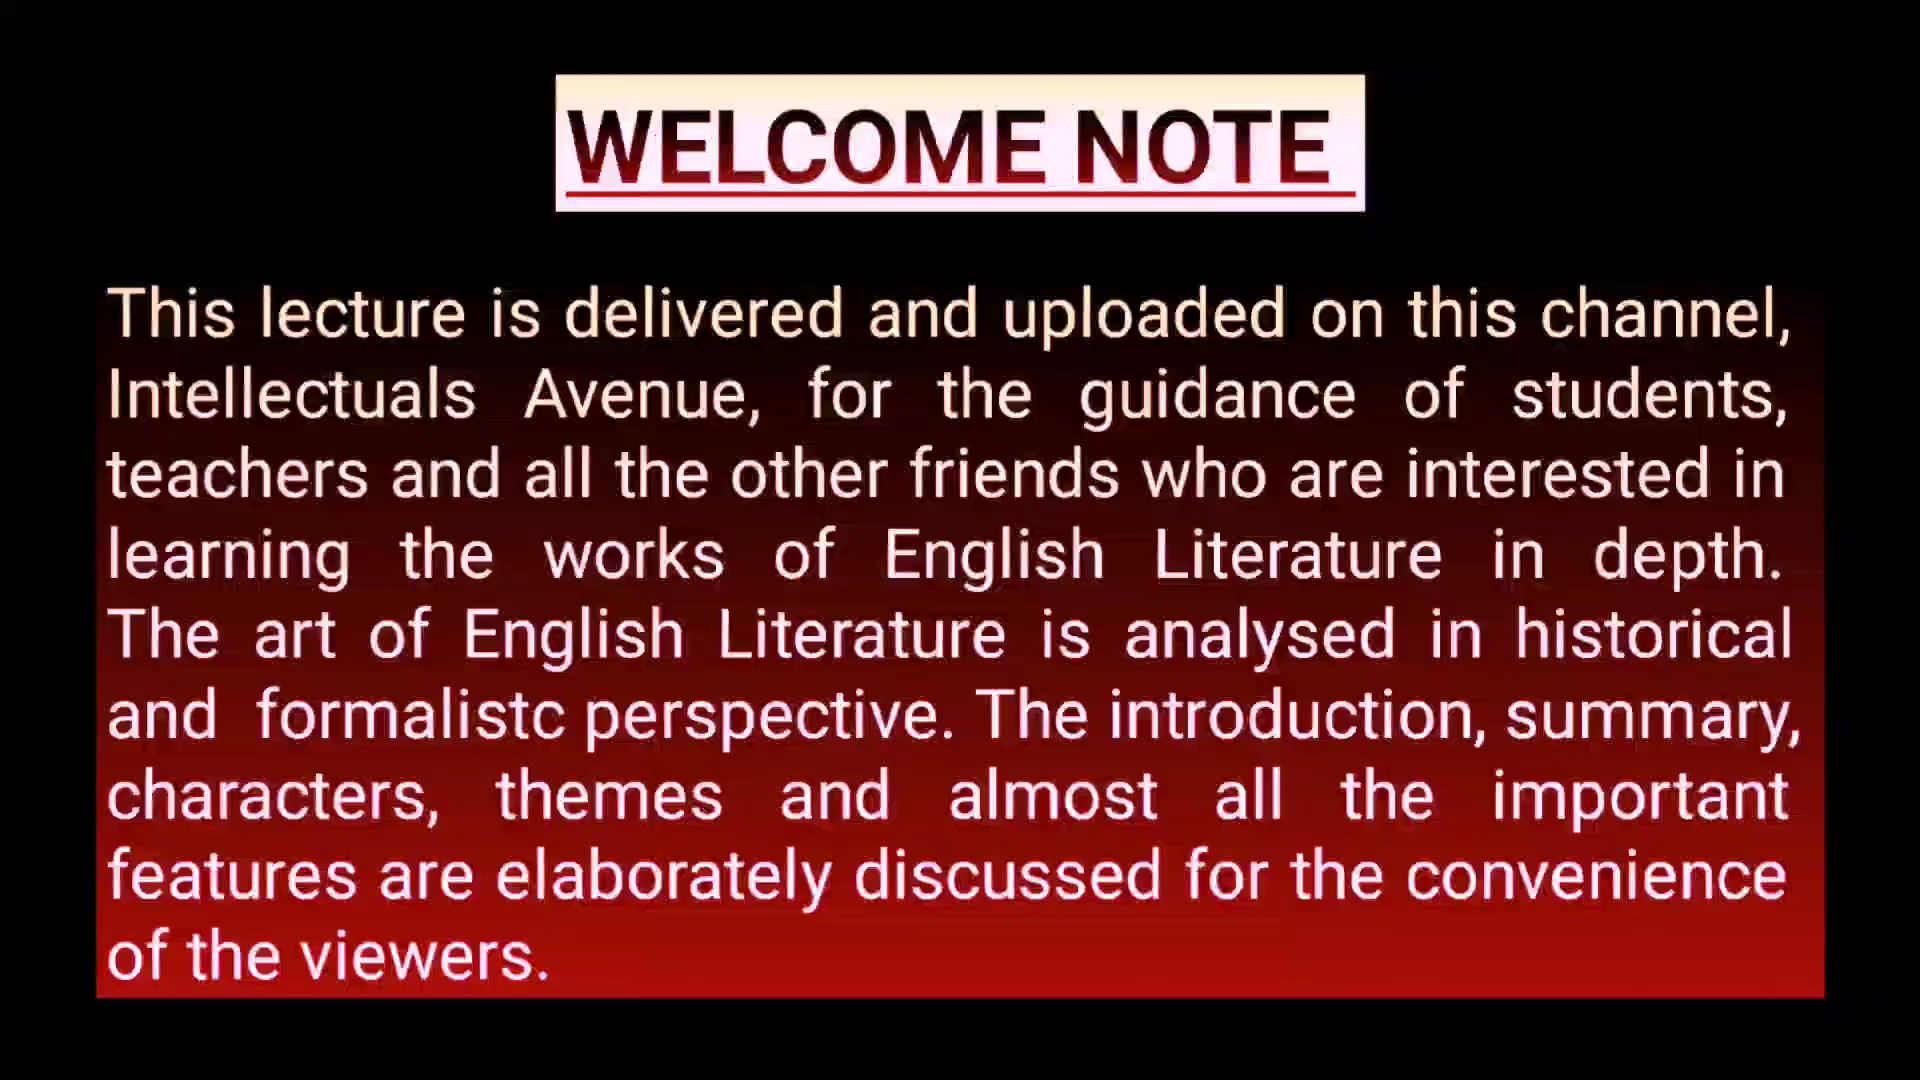 WELCOME NOTE
This lecture is delivered and uploaded on this channel,
Intellectuals Avenue, for the guidance of students,
teachers and all the other friends who are interested in
learning the works of English Literature in depth.
The art of English Literature is analysed in historical
and formalistc perspective. The introduction, summary,
characters, themes and almost all the important
features are elaborately discussed for the convenience
of the viewers.